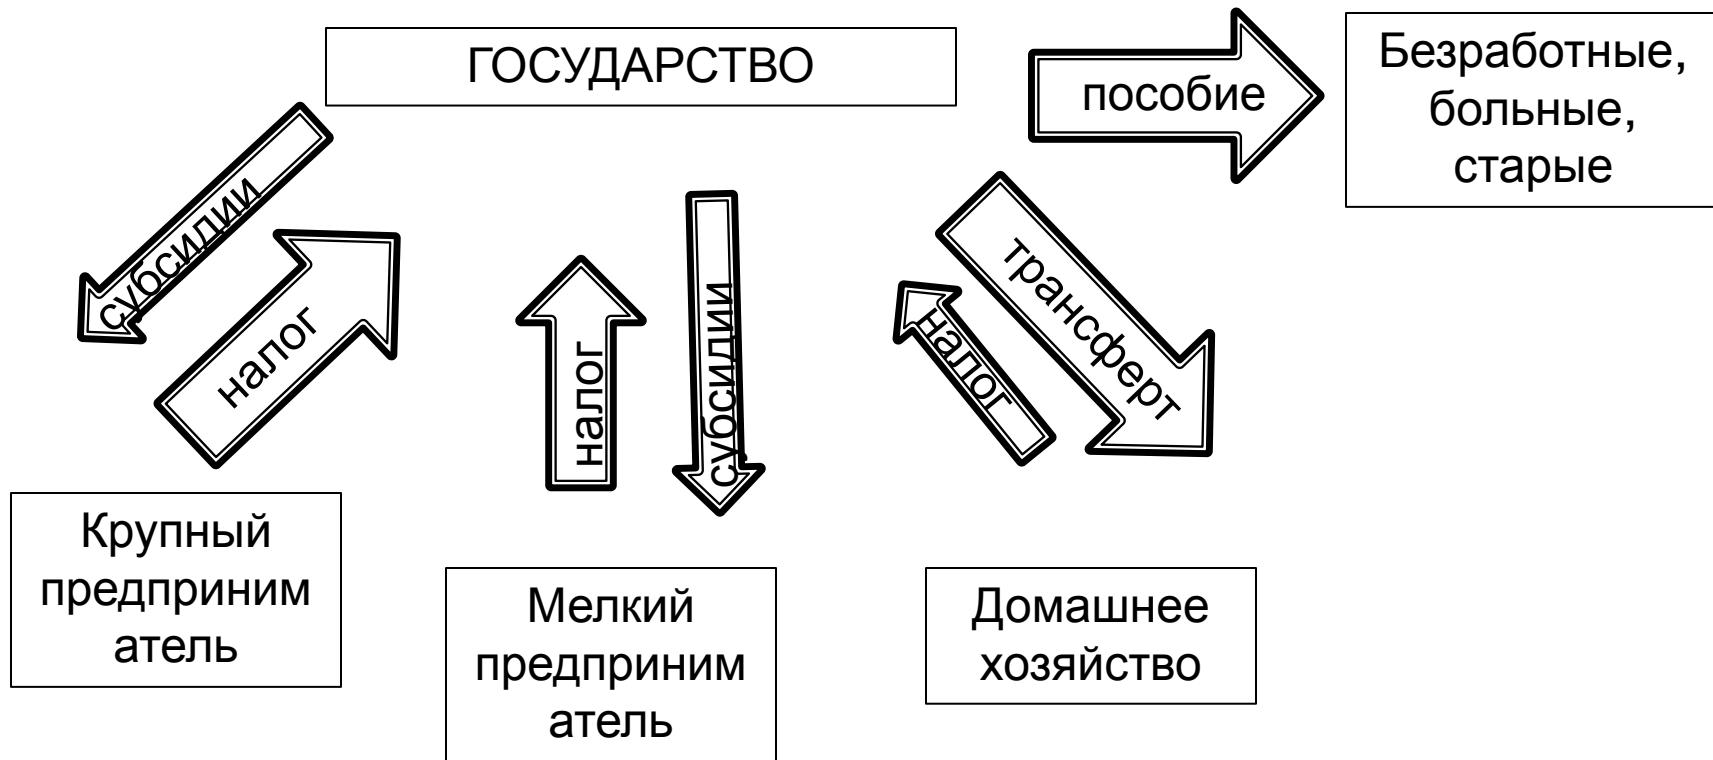 ГОСУДАРСТВО
пособие
Безработные,
больные,
старые
субсидии
налог
налог
субсидии
налог
трансферт
Крупный
предприним
атель
Мелкий
предприним
атель
Домашнее
хозяйство